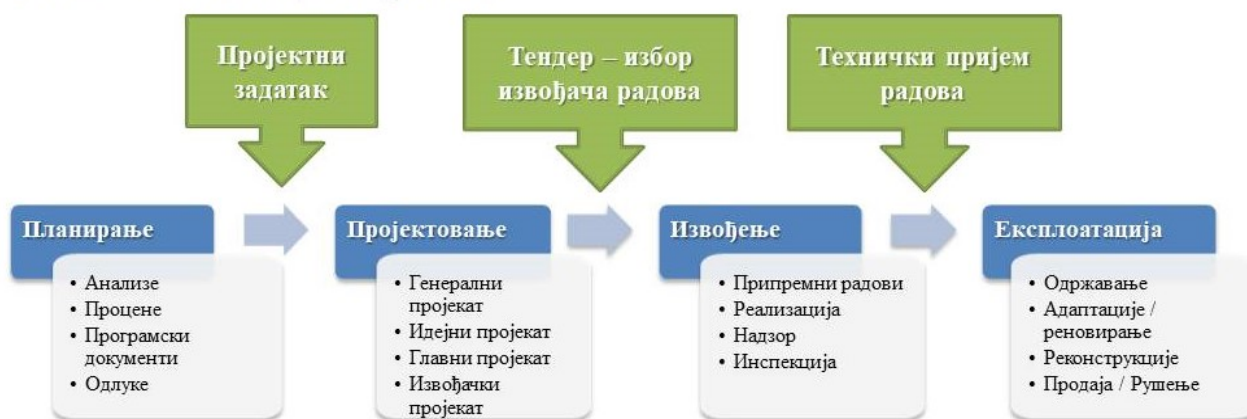 Пројектни
задатак
Тендер – избор
извођача радова
Технички пријем
радова
Планирање
• Анализе
• Процене
• Програмски
документи
• Одлуке
Пројектовање
• Генерални
пројекат
• Идејни пројекат
• Главни пројекат
• Извођачки
пројекат
Извођење
• Припремни радови
• Реализација
• Надзор
• Инспекција
Експлоатација
• Одржавање
• Адаптације /
реновирање
• Реконструкције
• Продаја / Рушење